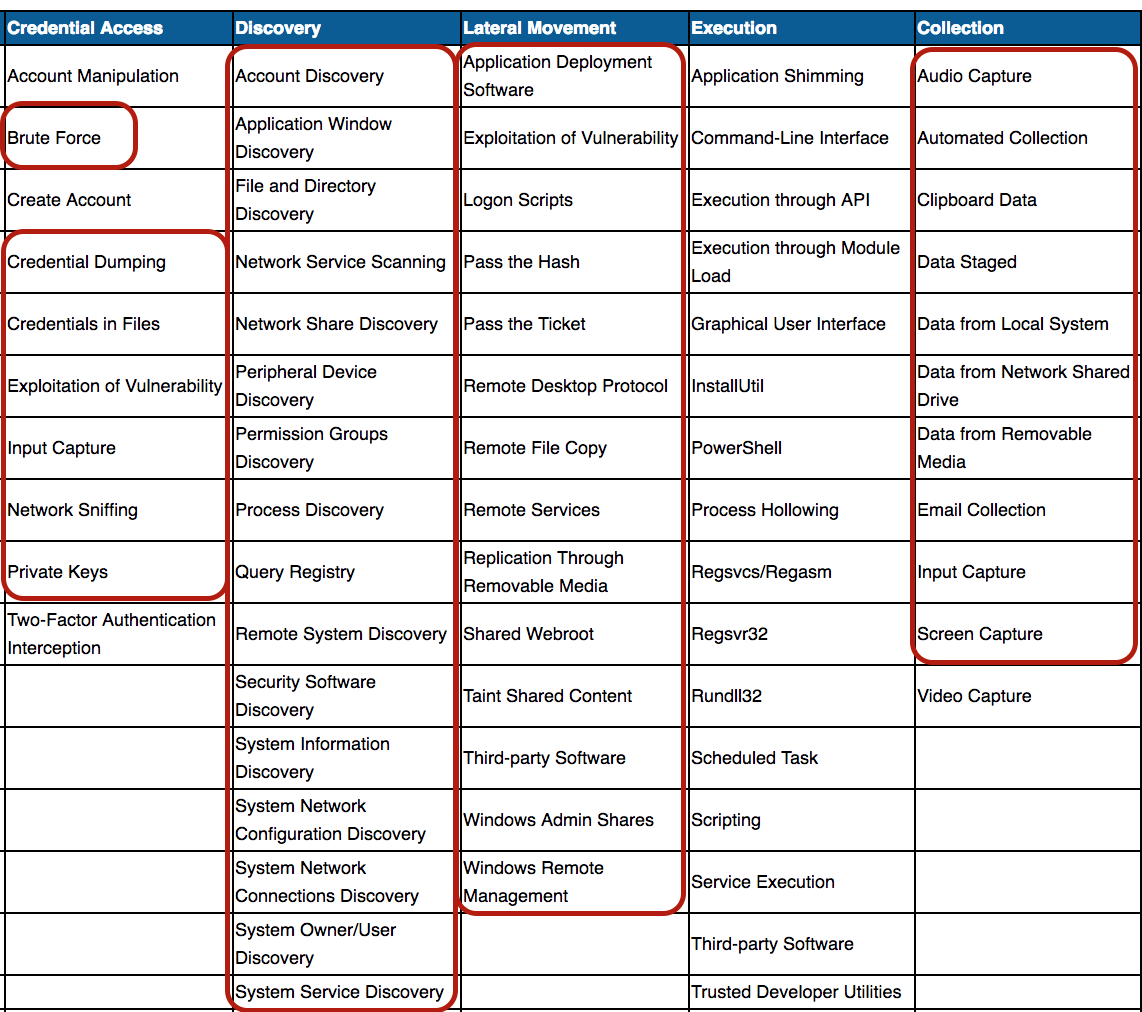 Credential Access Discovery Lateral Movement Execution Collection
Account Manipulation Account Discovery Application Deployment Software Application Shimming Audio Capture
Brute Force Application Window Discovery Exploitation of Vulnerability Command-Line Interface Automated Collection
Create Account File and Directory Discovery Logon Scripts Execution through API Clipboard Data
Credential Dumping Network Service Scanning Pass the Hash Execution through Module Load Data Staged
Credentials in Files Network Share Discovery Pass the Ticket Graphical User Interface Data from Local System
Exploitation of Vulnerability Peripheral Device Discovery Remote Desktop Protocol InstallUtil Data from Network Shared Drive
Input Capture Permission Groups Discovery Remote File Copy PowerShell Data from Removable Media
Network Sniffing Process Discovery Remote Services Process Hollowing Email Collection
Private Keys Query Registry Replication Through Removable Media Regsvcs/Regasm Input Capture
Two-Factor Authentication Interception Remote System Discovery Shared Webroot Regsvr32 Screen Capture
Security Software Discovery Taint Shared Content Rundll32 Video Capture
System Information Discovery Third-party Software Scheduled Task
System Network Configuration Discovery Windows Admin Shares Scripting
System Network Connections Discovery Windows Remote Management Service Execution
System Owner/User Discovery Third-party Software
System Service Discovery Trusted Developer Utilities